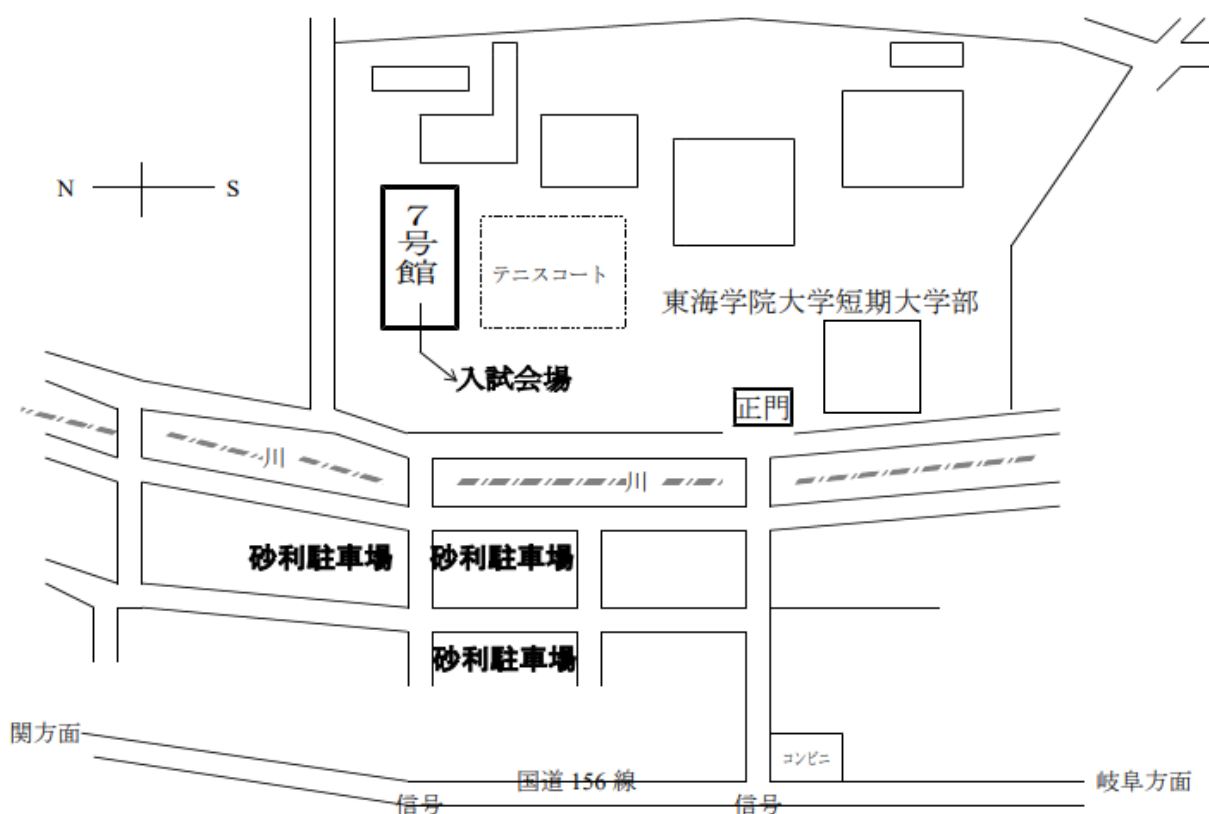 N
S
7号館
テニスコート
東海学院大学短期大学部
入試会場
正門
川
川
砂利駐車場
砂利駐車場
砂利駐車場
関方面
コンビニ
国道 156 線
岐阜方面
信号
信号